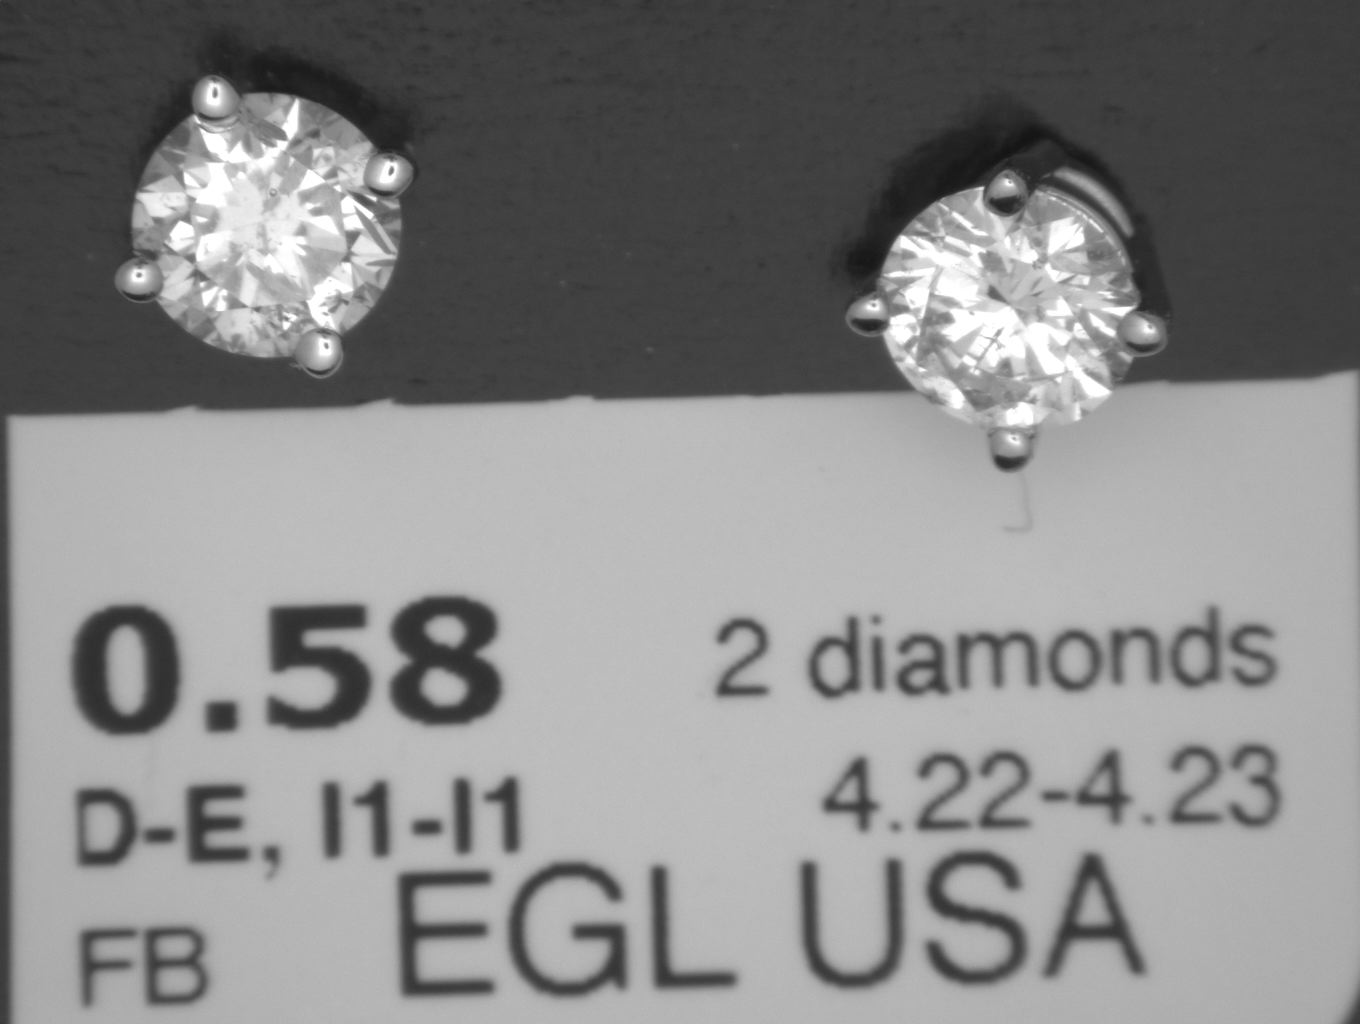 0.58 2 diamonds
D-E, I1-I1 4.22-4.23
FB EGL USA